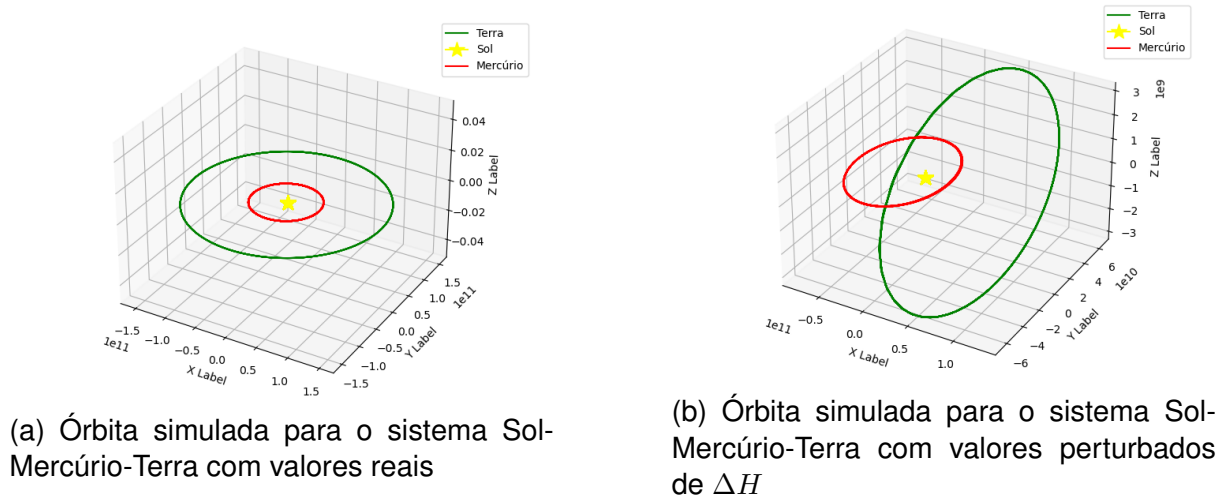 Terra
Sol
Mercúrio
0.04
0.02
0.00
−0.02
−0.04
Z Label
−1.5
−1.0
−0.5
0.0
0.5
1.0
1.5
1e11
X Label
−1.5
−1.0
−0.5
0.0
0.5
1.0
1.5
1e11
Y Label
(a) Órbita simulada para o sistema Sol-
Mercúrio-Terra com valores reais
Terra
Sol
Mercúrio
1e9
3
2
1
0
−1
−2
−3
Z Label
1e11
−0.5
0.0
0.5
1.0
X Label
−6
−4
−2
0
2
4
6
1e10
Y Label
(b) Órbita simulada para o sistema Sol-
Mercúrio-Terra com valores perturbados
de ΔH